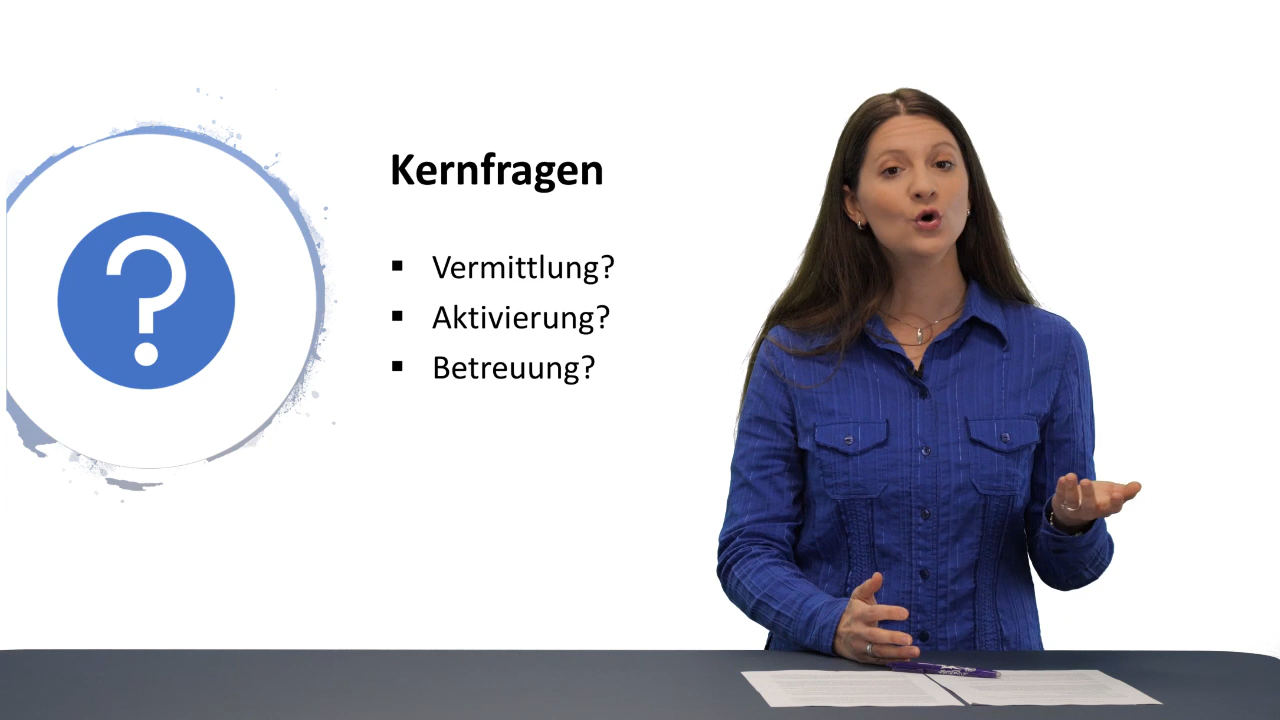 Kernfragen
▪ Vermittlung?
▪ Aktivierung?
▪ Betreuung?